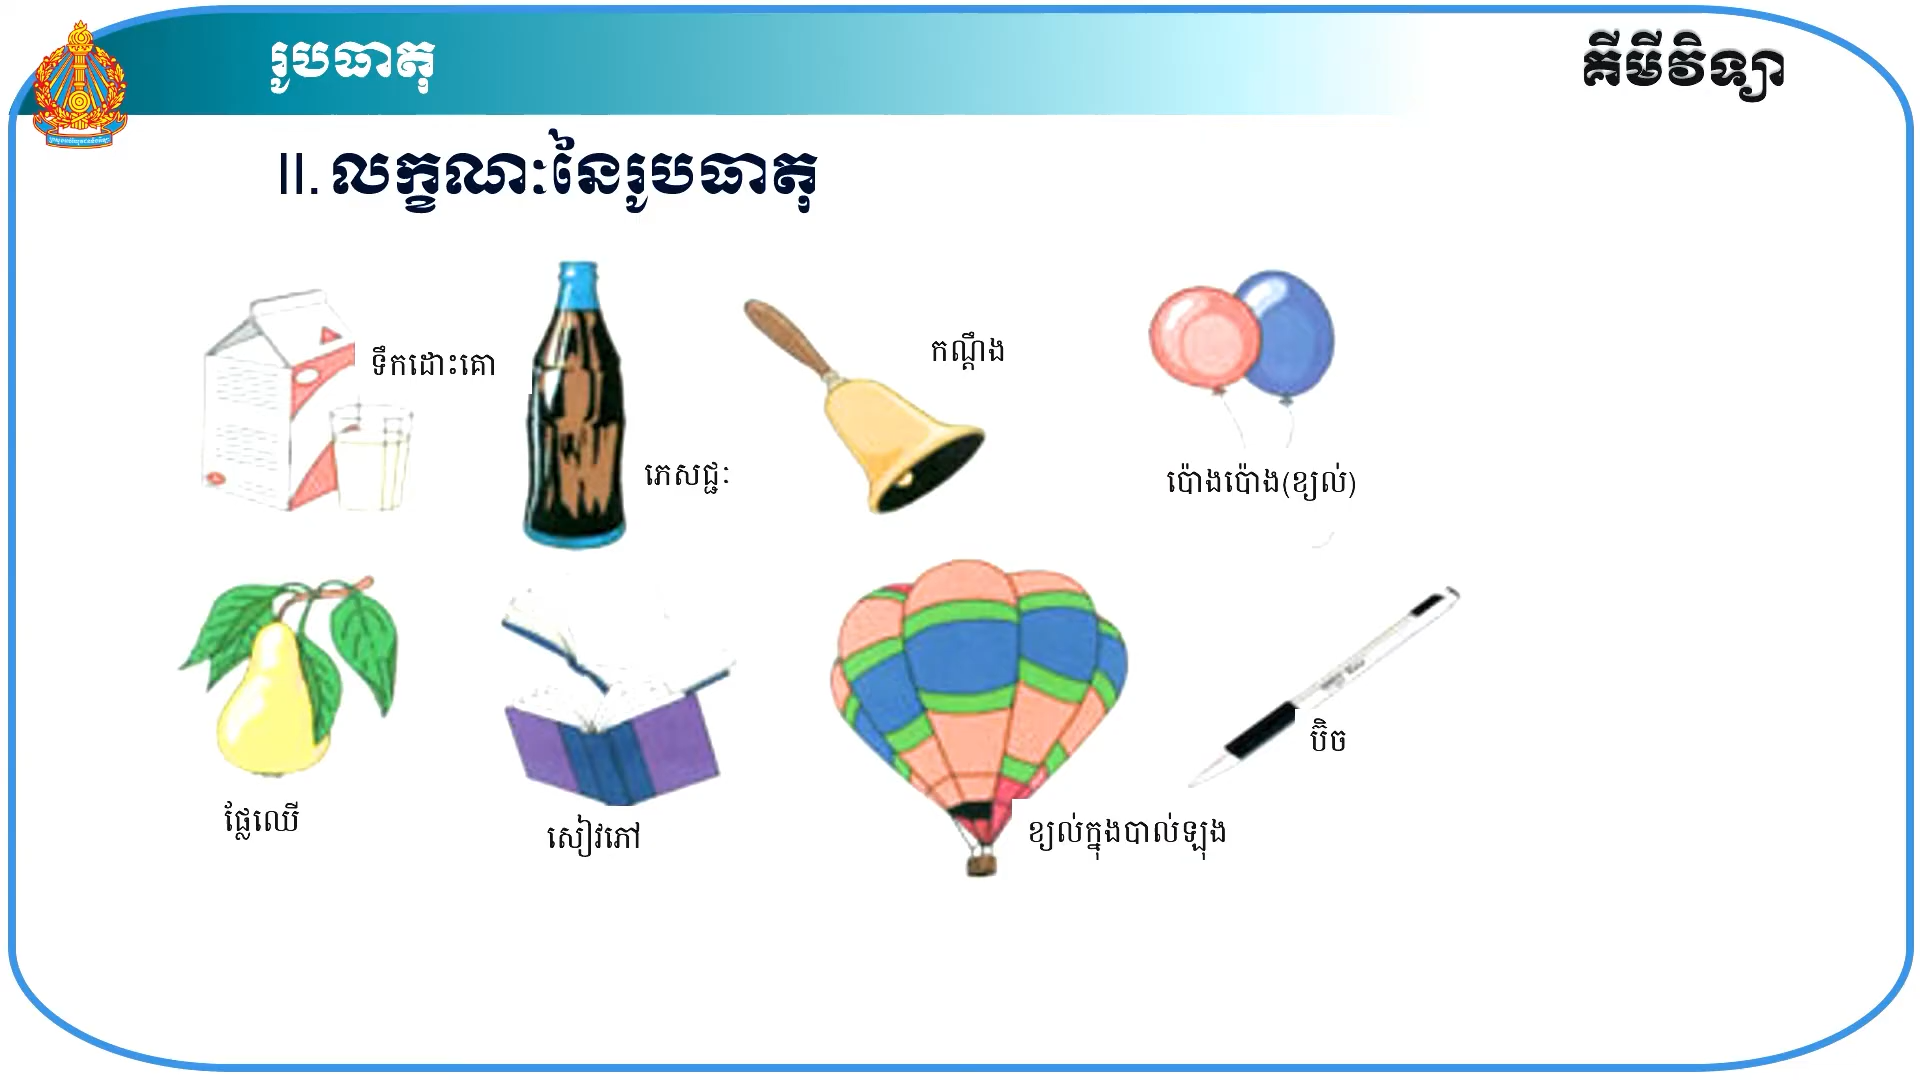 រូបធាតុ
គីមីវិទ្យា
II. លក្ខណៈនៃរូបធាតុ
ទឹកដោះគោ
ភេសជ្ជៈ
កណ្ដឹង
ប៉ោងប៉ោង(ខ្យល់)
ផ្លែឈើ
សៀវភៅ
ខ្យល់ក្នុងបាល់ឡុង
ប៊ិច